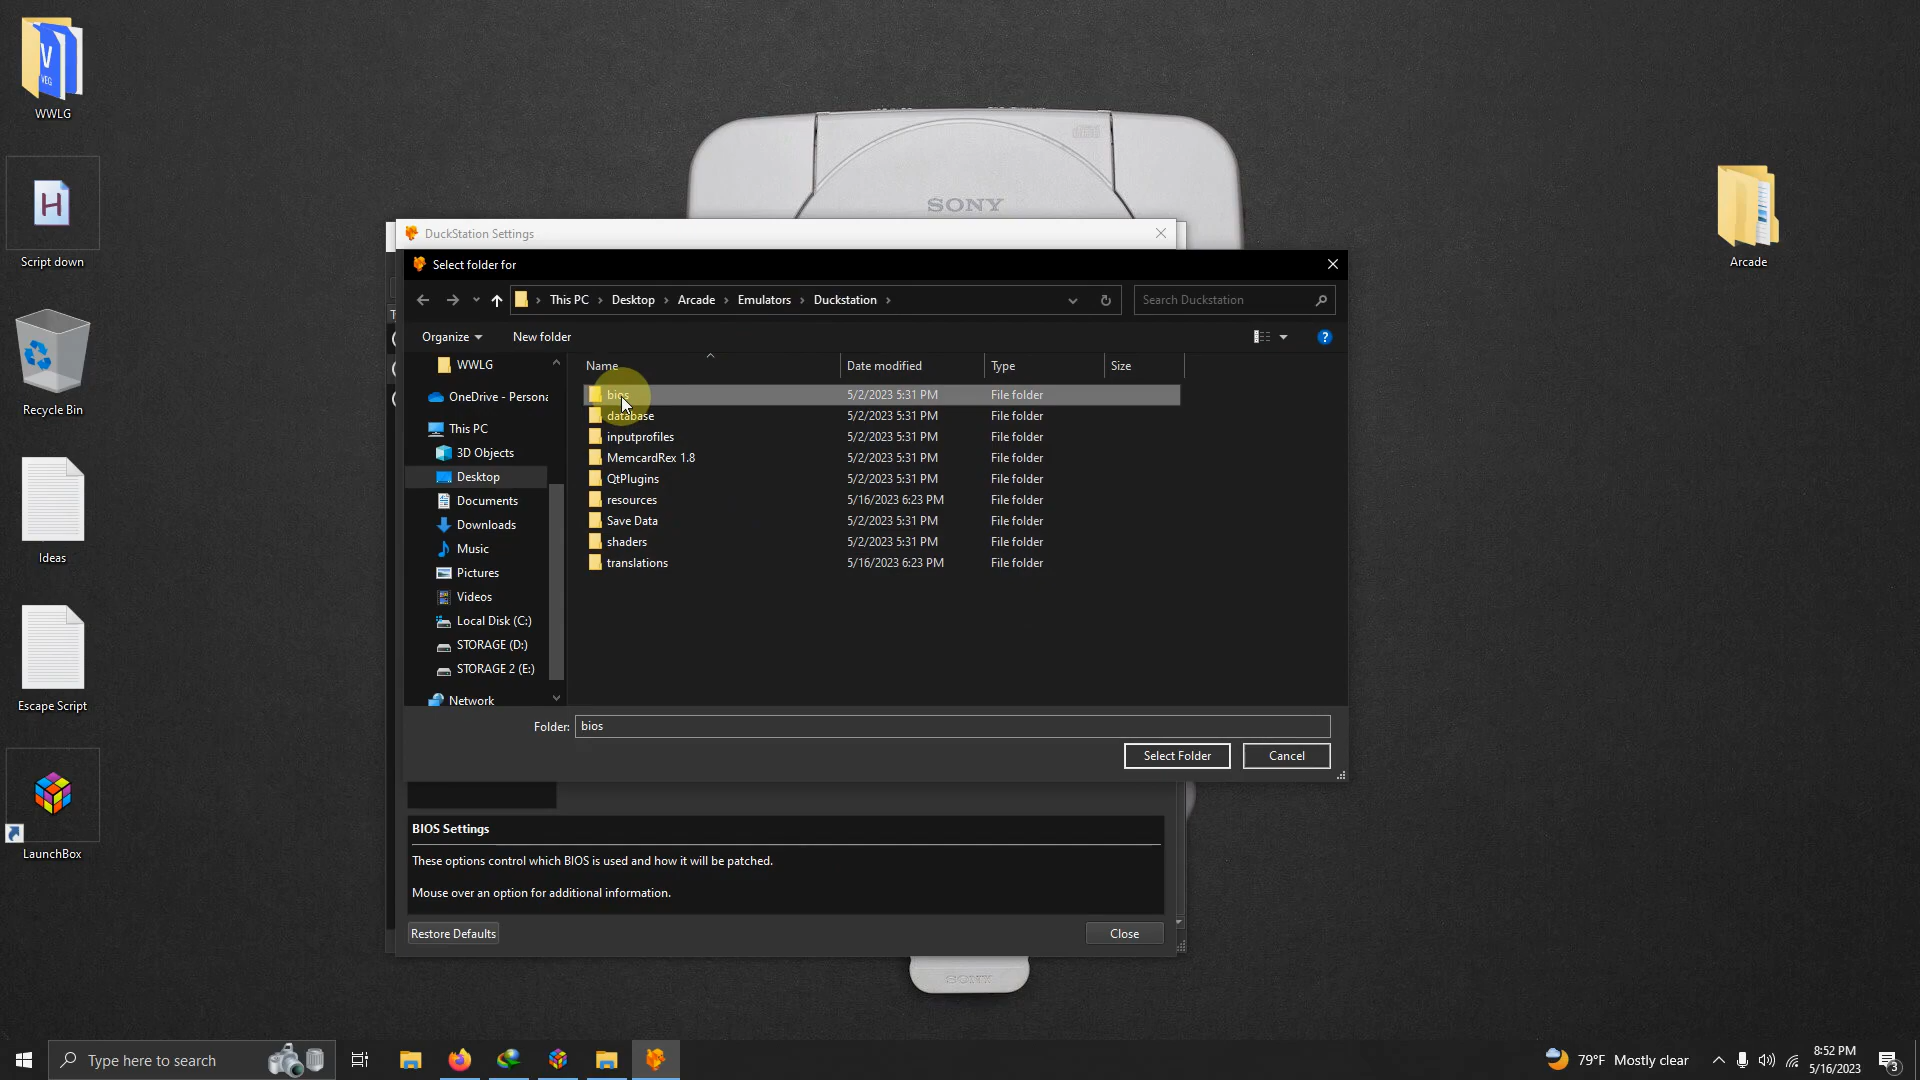 WWLG
Script down
Recycle Bin
Ideas
Escape Script
LaunchBox
Arcade
SONY
DuckStation Settings
Select folder for
This PC > Desktop > Arcade > Emulators > Duckstation >
Search Duckstation
Organize
New folder
WWLG
OneDrive - Persona
This PC
3D Objects
Desktop
Documents
Downloads
Music
Pictures
Videos
Local Disk (C:)
STORAGE (D:)
STORAGE 2 (E:)
Network
Name Date modified Type Size
bios 5/2/2023 5:31 PM File folder
database 5/2/2023 5:31 PM File folder
inputprofiles 5/2/2023 5:31 PM File folder
MemcardRex 1.8 5/2/2023 5:31 PM File folder
QtPlugins 5/2/2023 5:31 PM File folder
resources 5/16/2023 6:23 PM File folder
Save Data 5/2/2023 5:31 PM File folder
shaders 5/2/2023 5:31 PM File folder
translations 5/16/2023 6:23 PM File folder
Folder: bios
Select Folder
Cancel
BIOS Settings
These options control which BIOS is used and how it will be patched.
Mouse over an option for additional information.
Restore Defaults
Close
SONY
Type here to search
79°F Mostly clear
8:52 PM
5/16/2023
3